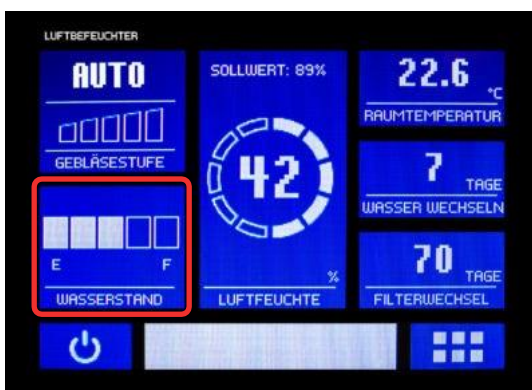 LUFTBEFEUCHTER
AUTO
GEBLÄSESTUFE
E F
WASSERSTAND
SOLLWERT: 89%
42
%
LUFTFEUCHTE
22.6 °C
RAUMTEMPERATUR
7 TAGE
WASSER WECHSELN
70 TAGE
FILTERWECHSEL